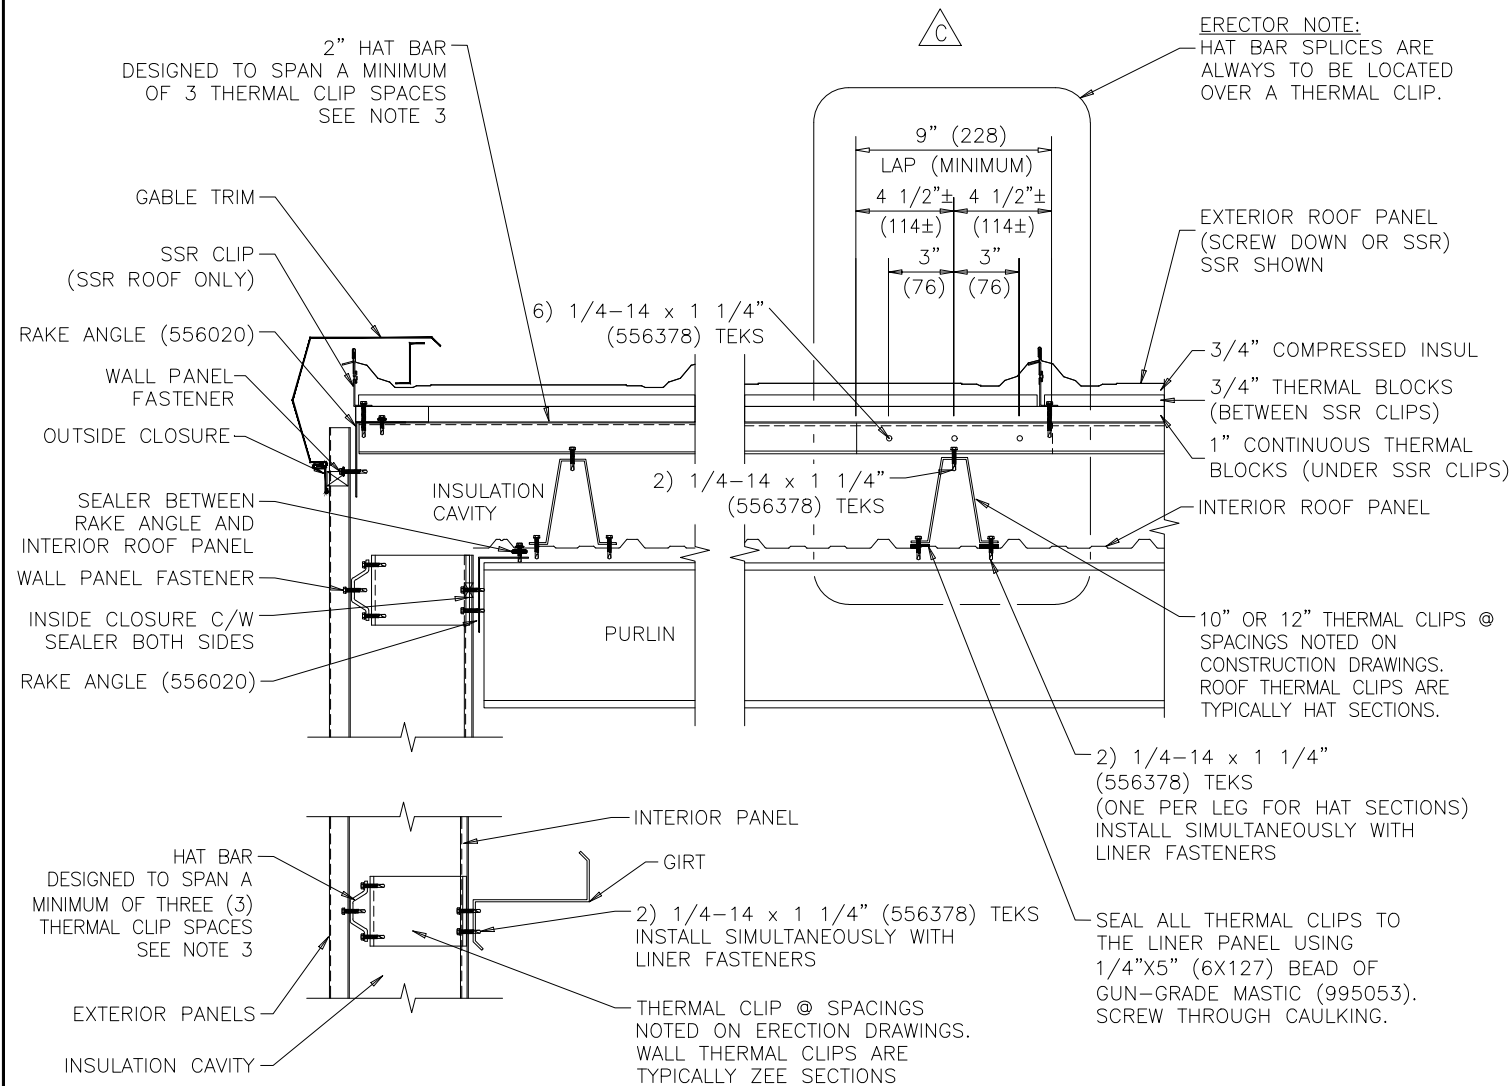 2" HAT BAR
DESIGNED TO SPAN A MINIMUM
OF 3 THERMAL CLIP SPACES
SEE NOTE 3
C
ERECTOR NOTE:
HAT BAR SPLICES ARE
ALWAYS TO BE LOCATED
OVER A THERMAL CLIP.
9" (228)
LAP (MINIMUM)
4 1/2"± 4 1/2"±
(114±) (114±)
3" 3"
(76) (76)
GABLE TRIM
SSR CLIP
(SSR ROOF ONLY)
RAKE ANGLE (556020)
WALL PANEL
FASTENER
OUTSIDE CLOSURE
SEALER BETWEEN
RAKE ANGLE AND
INTERIOR ROOF PANEL
WALL PANEL FASTENER
INSIDE CLOSURE C/W
SEALER BOTH SIDES
RAKE ANGLE (556020)
6) 1/4-14 x 1 1/4"
(556378) TEKS
INSULATION
CAVITY
2) 1/4-14 x 1 1/4"
(556378) TEKS
PURLIN
EXTERIOR ROOF PANEL
(SCREW DOWN OR SSR)
SSR SHOWN
3/4" COMPRESSED INSUL
3/4" THERMAL BLOCKS
(BETWEEN SSR CLIPS)
1" CONTINUOUS THERMAL
BLOCKS (UNDER SSR CLIPS)
INTERIOR ROOF PANEL
10" OR 12" THERMAL CLIPS @
SPACINGS NOTED ON
CONSTRUCTION DRAWINGS.
ROOF THERMAL CLIPS ARE
TYPICALLY HAT SECTIONS.
2) 1/4-14 x 1 1/4"
(556378) TEKS
(ONE PER LEG FOR HAT SECTIONS)
INSTALL SIMULTANEOUSLY WITH
LINER FASTENERS
SEAL ALL THERMAL CLIPS TO
THE LINER PANEL USING
1/4"X5" (6X127) BEAD OF
GUN-GRADE MASTIC (995053).
SCREW THROUGH CAULKING.
HAT BAR
DESIGNED TO SPAN A
MINIMUM OF THREE (3)
THERMAL CLIP SPACES
SEE NOTE 3
EXTERIOR PANELS
INSULATION CAVITY
INTERIOR PANEL
GIRT
2) 1/4-14 x 1 1/4" (556378) TEKS
INSTALL SIMULTANEOUSLY WITH
LINER FASTENERS
THERMAL CLIP @ SPACINGS
NOTED ON ERECTION DRAWINGS.
WALL THERMAL CLIPS ARE
TYPICALLY ZEE SECTIONS